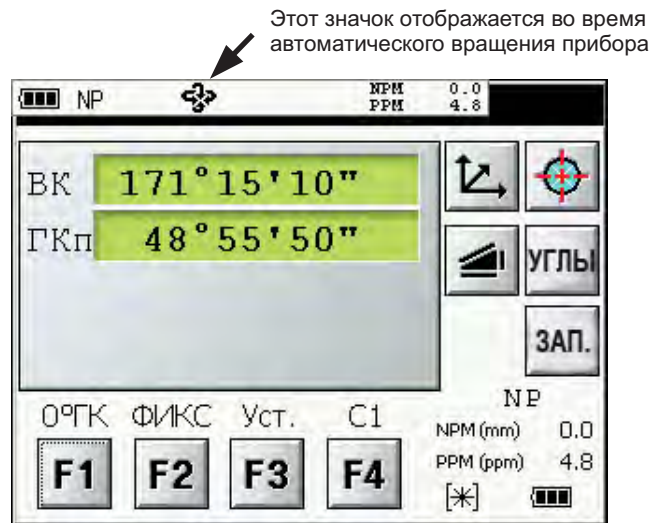 Этот значок отображается во время
автоматического вращения прибора
NP NPM 0.0
PPM 4.8
ВК 171°15'10"
ГКп 48°55'50"
УГЛЫ
ЗАП.
0°ГК ФИКС Уст. С1
F1 F2 F3 F4
NP
NPM (mm) 0.0
PPM (ppm) 4.8
[✳]